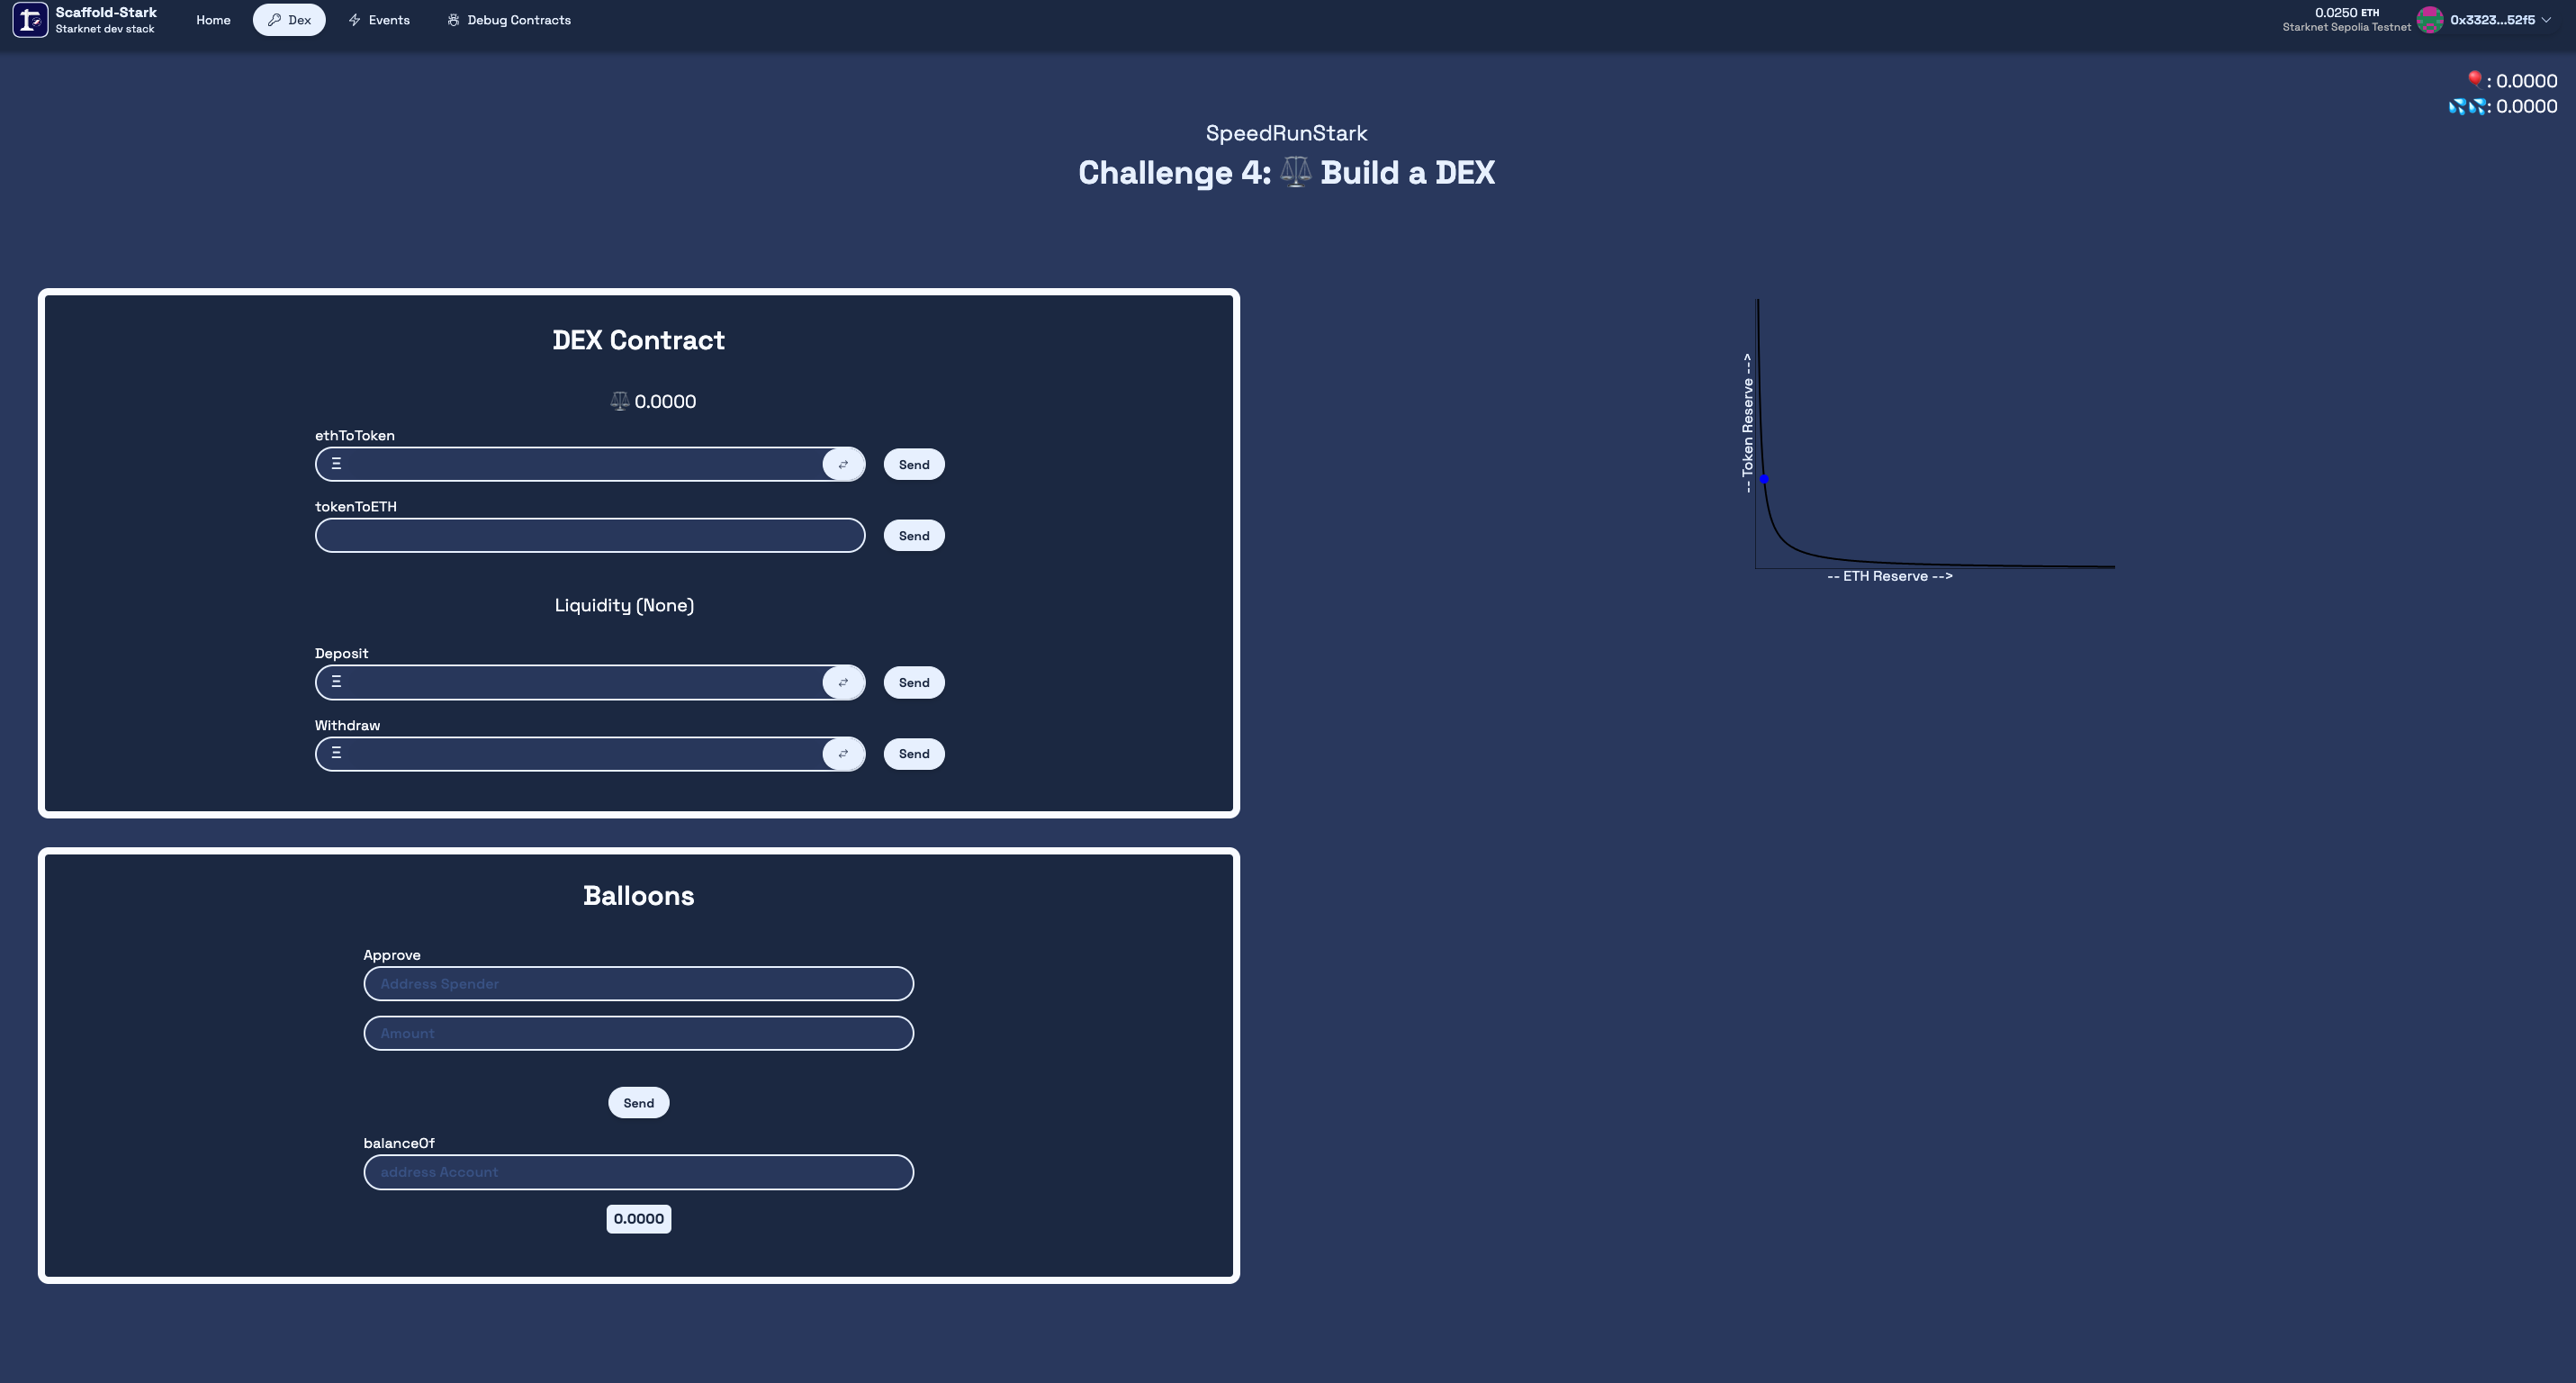 Scaffold-Stark
Starknet dev stack
Home
Dex
Events
Debug Contracts
0.0250 ETH
Starknet Sepolia Testnet
0x3323...52f5
🎈: 0.0000
💦💦: 0.0000
SpeedRunStark
Challenge 4: ⚖️ Build a DEX
DEX Contract
⚖️ 0.0000
ethToToken
Ξ
Send
tokenToETH
Send
Liquidity (None)
Deposit
Ξ
Send
Withdraw
Ξ
Send
-- Token Reserve -->
-- ETH Reserve -->
Balloons
Approve
Address Spender
Amount
Send
balanceOf
address Account
0.0000